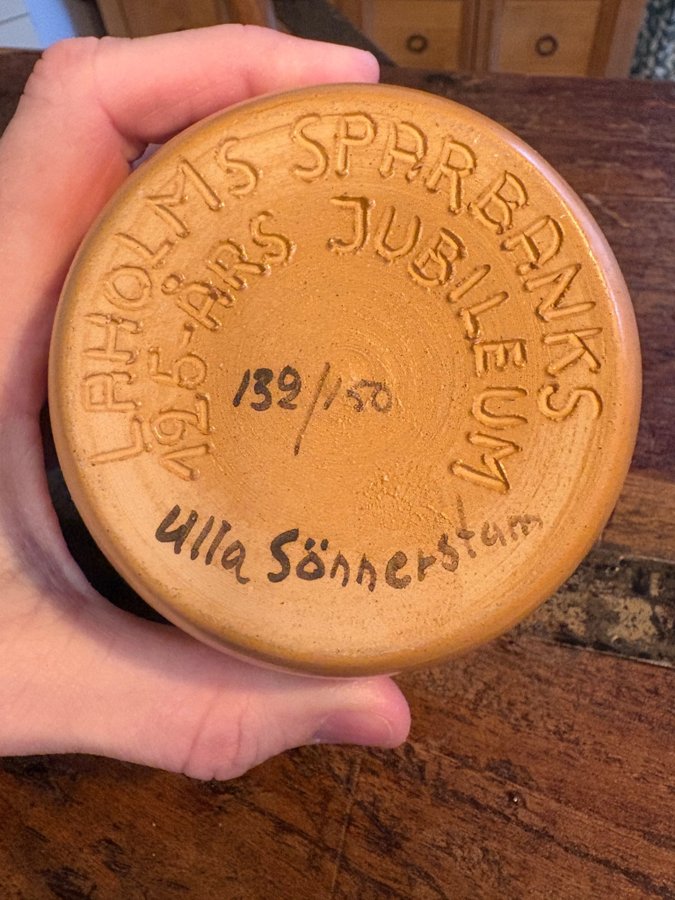 LAHOLMS SPARBANKS
125-ÅRS JUBILEUM
132/150
Ulla Sönnerstam